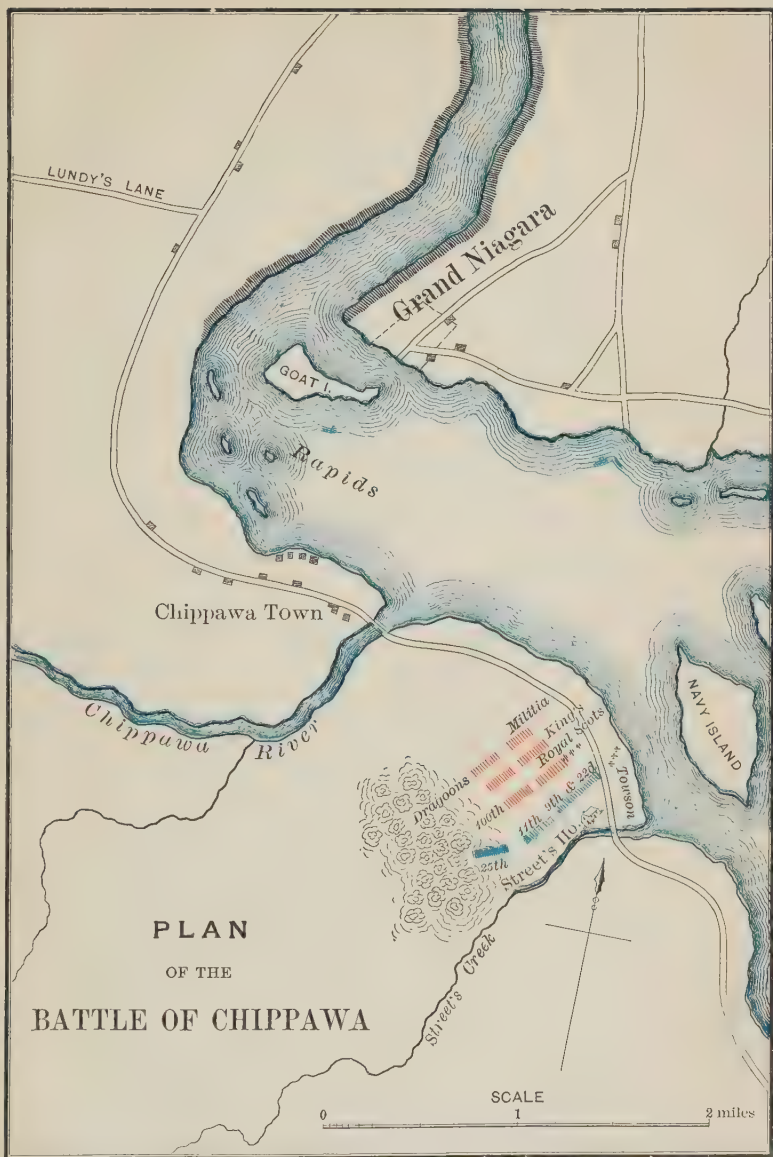 LUNDY'S LANE
Grand Niagara
GOAT I.
Rapids
Chippawa Town
Chippawa River
NAVY ISLAND
Militia
King's
Royal Scots
Dragoons
100th
11th 9th & 22d
Towson
25th
Street's Ho.
Street's Creek
PLAN
OF THE
BATTLE OF CHIPPAWA
SCALE
0 1 2 miles